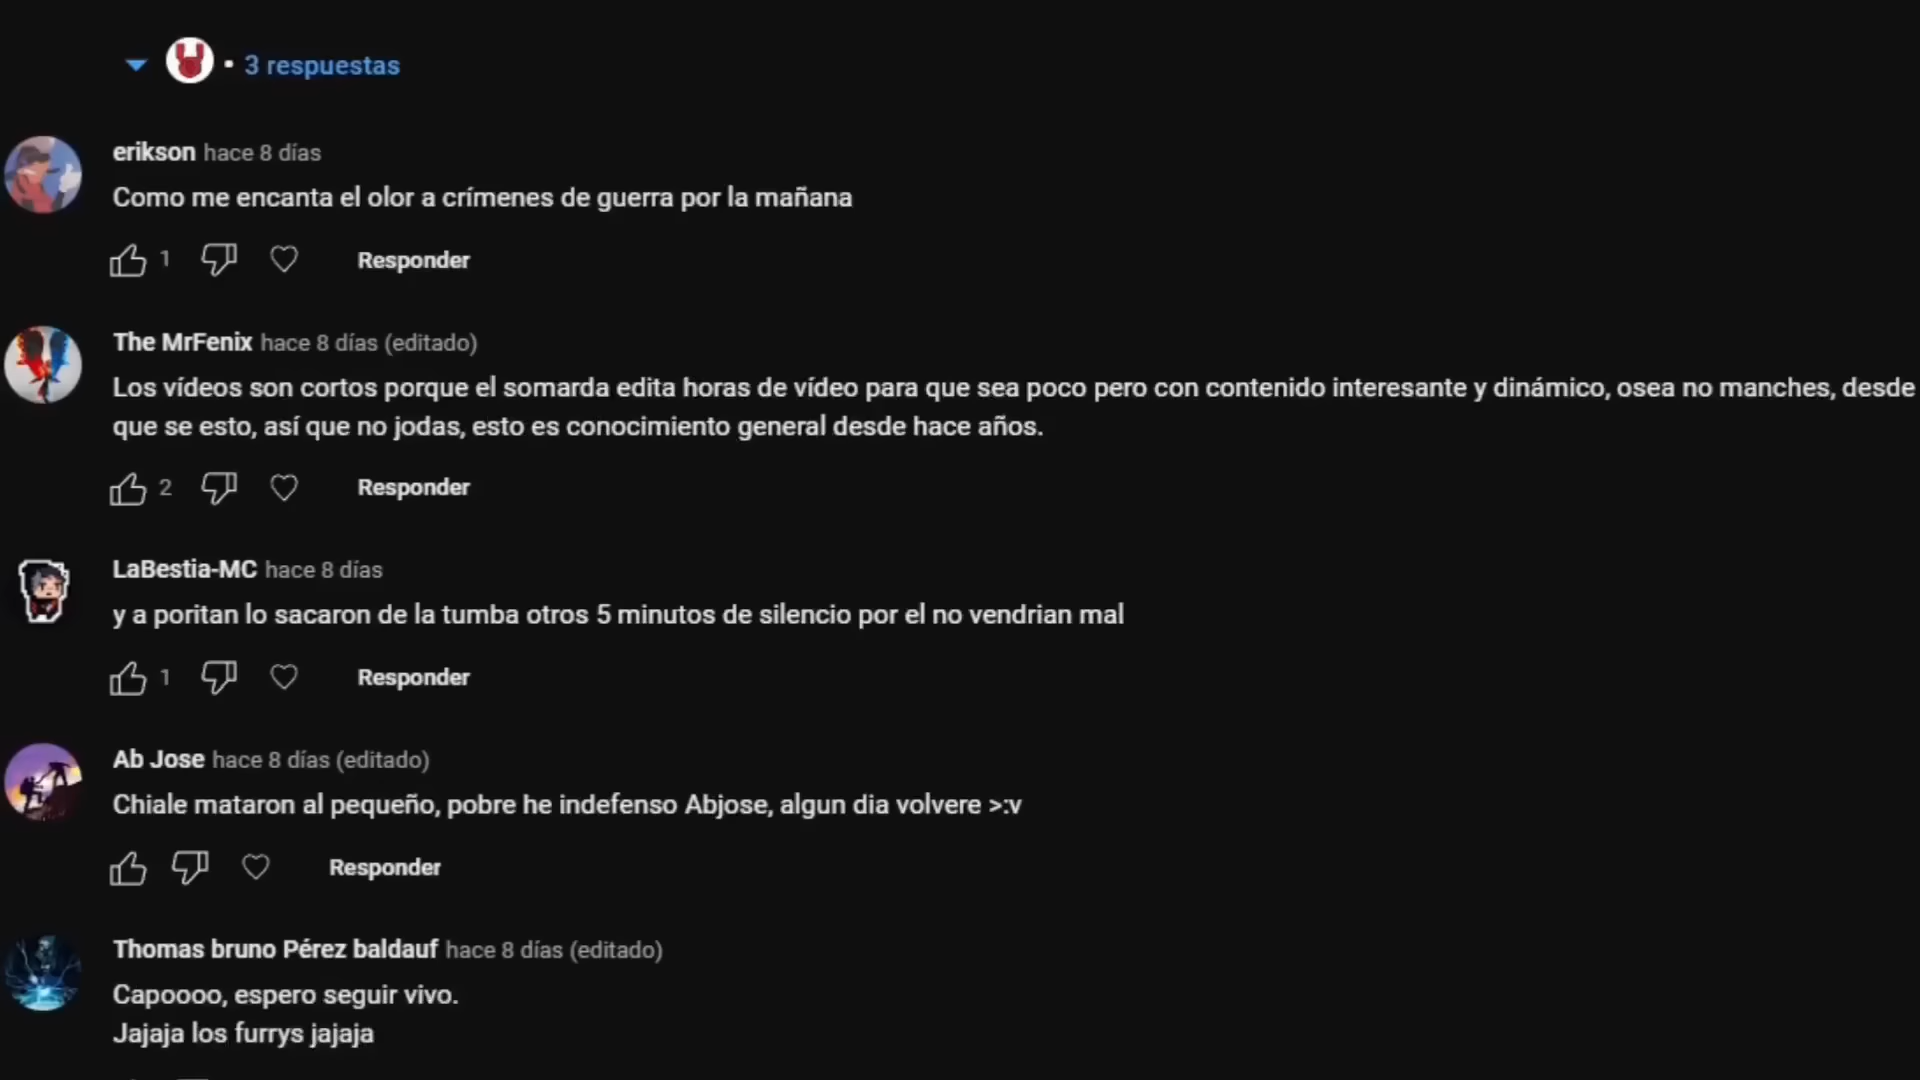 • 3 respuestas
erikson hace 8 días
Como me encanta el olor a crímenes de guerra por la mañana
1 Responder
The MrFenix hace 8 días (editado)
Los vídeos son cortos porque el somarda edita horas de vídeo para que sea poco pero con contenido interesante y dinámico, osea no manches, desde
que se esto, así que no jodas, esto es conocimiento general desde hace años.
2 Responder
LaBestia-MC hace 8 días
y a poritan lo sacaron de la tumba otros 5 minutos de silencio por el no vendrian mal
1 Responder
Ab Jose hace 8 días (editado)
Chiale mataron al pequeño, pobre he indefenso Abjose, algun dia volvere >:v
Responder
Thomas bruno Pérez baldauf hace 8 días (editado)
Capoooo, espero seguir vivo.
Jajaja los furrys jajaja